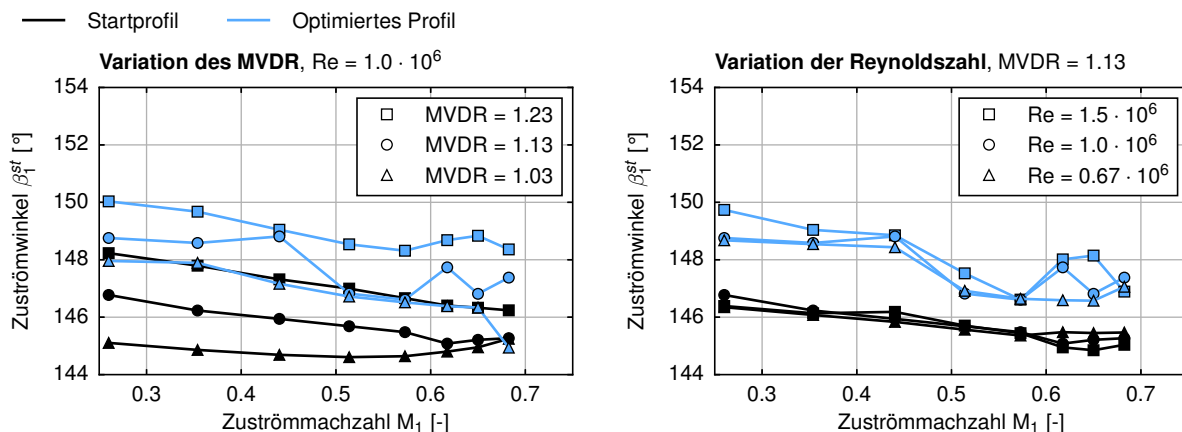 Startprofil
Optimiertes Profil
Variation des MVDR, Re = 1.0 · 10⁶
154
152
150
148
146
144
Zuströmwinkel β₁ˢᵗ [°]
MVDR = 1.23
MVDR = 1.13
MVDR = 1.03
0.3 0.4 0.5 0.6 0.7
Zuströmmachzahl M₁ [-]
Variation der Reynoldszahl, MVDR = 1.13
154
152
150
148
146
144
Zuströmwinkel β₁ˢᵗ [°]
Re = 1.5 · 10⁶
Re = 1.0 · 10⁶
Re = 0.67 · 10⁶
0.3 0.4 0.5 0.6 0.7
Zuströmmachzahl M₁ [-]